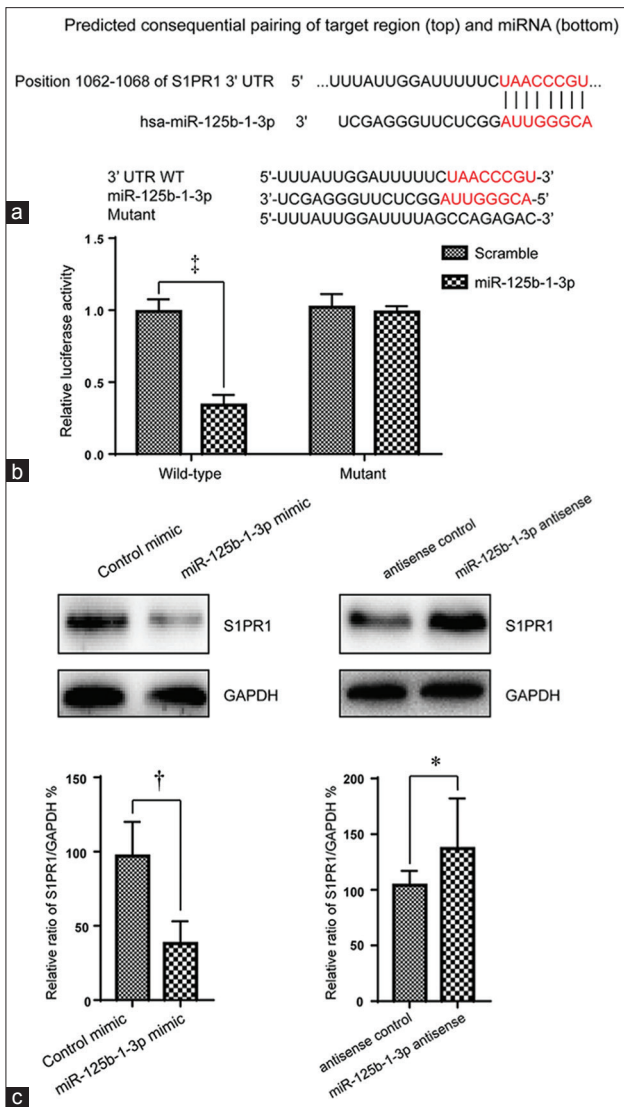 Predicted consequential pairing of target region (top) and miRNA (bottom)
Position 1062-1068 of S1PR1 3' UTR 5' ...UUUAUUGGAUUUUUCUAACCCGU...
hsa-miR-125b-1-3p 3' UCGAGGGUUCUCGGAUUGGGCA
3' UTR WT 5'-UUUAUUGGAUUUUUCUAACCCGU-3'
miR-125b-1-3p 3'-UCGAGGGUUCUCGGAUUGGGCA-5'
Mutant 5'-UUUAUUGGAUUUUAGCCAGAGAC-3'
a
Relative luciferase activity
1.5
1.0
0.5
0.0
‡
Scramble
miR-125b-1-3p
Wild-type
Mutant
b
Control mimic
miR-125b-1-3p mimic
S1PR1
GAPDH
antisense control
miR-125b-1-3p antisense
S1PR1
GAPDH
Relative ratio of S1PR1/GAPDH %
150
100
50
0
†
Control mimic
miR-125b-1-3p mimic
Relative ratio of S1PR1/GAPDH %
200
150
100
50
0
*
antisense control
miR-125b-1-3p antisense
c